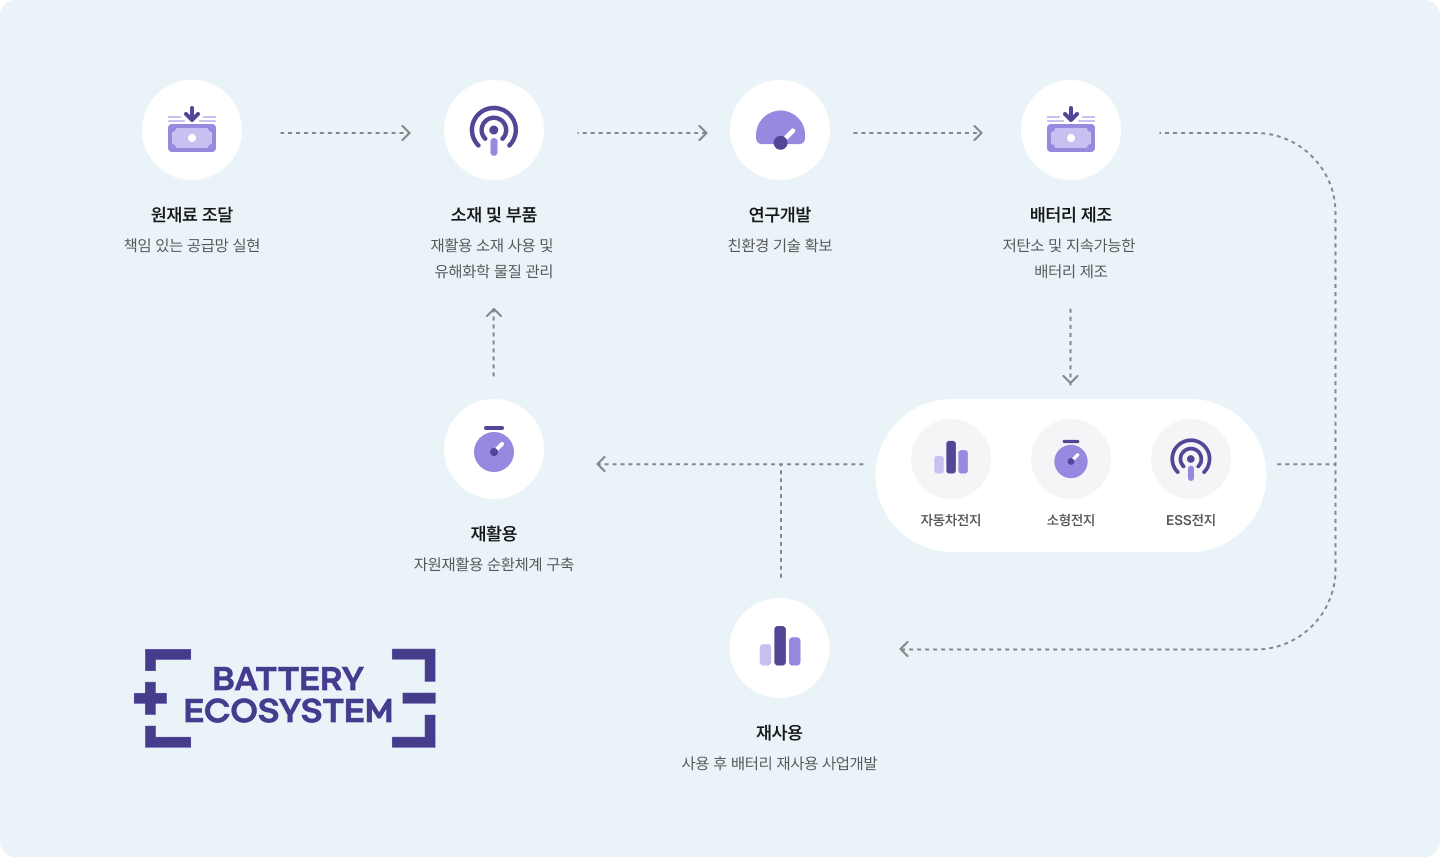 원재료 조달
책임 있는 공급망 실현
소재 및 부품
재활용 소재 사용 및
유해화학 물질 관리
연구개발
친환경 기술 확보
배터리 제조
저탄소 및 지속가능한
배터리 제조
자동차전지
소형전지
ESS전지
재활용
자원재활용 순환체계 구축
재사용
사용 후 배터리 재사용 사업개발
BATTERY
ECOSYSTEM